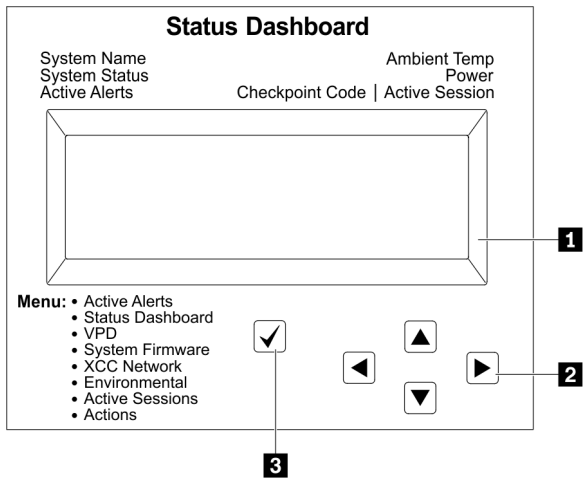 Status Dashboard
System Name
Ambient Temp
System Status
Power
Active Alerts
Checkpoint Code | Active Session
1
Menu: • Active Alerts
• Status Dashboard
• VPD
• System Firmware
• XCC Network
• Environmental
• Active Sessions
• Actions
2
3